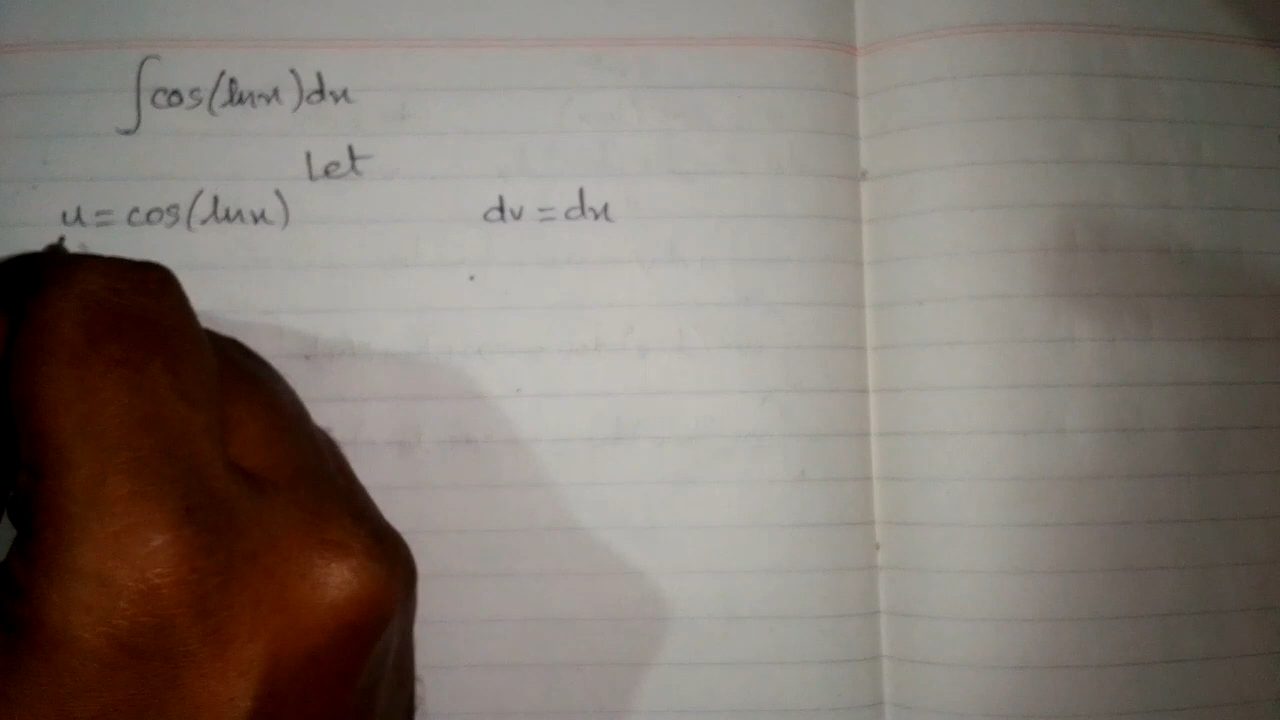 ∫cos(lnx)dx
Let
u = cos(lnx) dv = dx